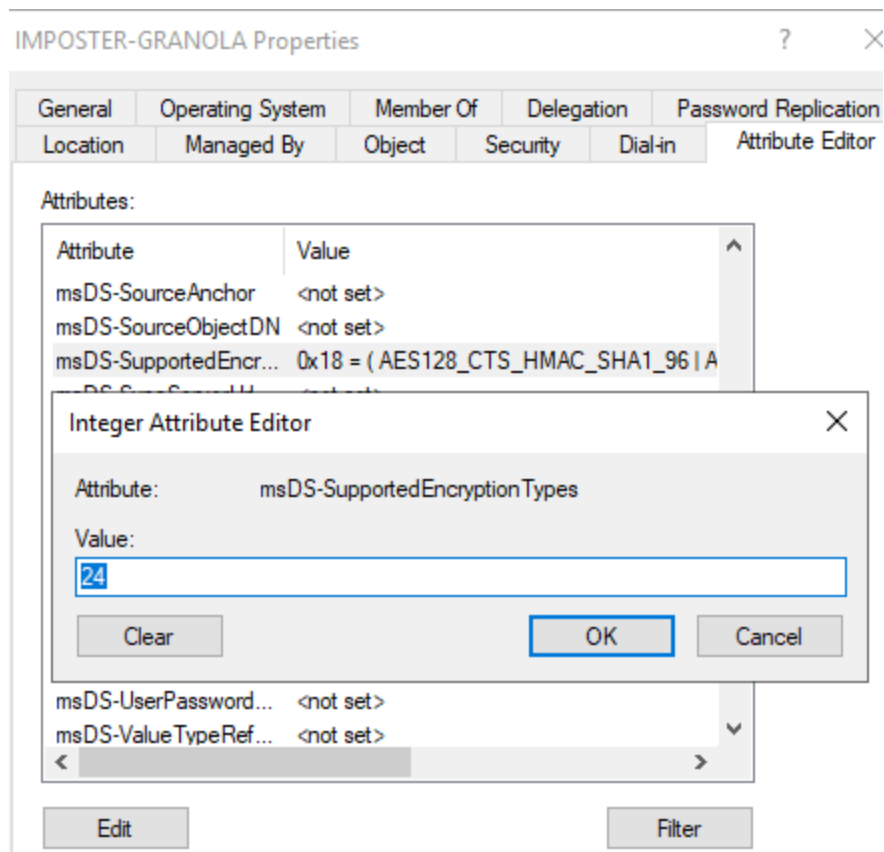 IMPOSTER-GRANOLA Properties ?
General Operating System Member Of Delegation Password Replication
Location Managed By Object Security Dial-in Attribute Editor
Attributes:
Attribute Value
msDS-SourceAnchor <not set>
msDS-SourceObjectDN <not set>
msDS-SupportedEncr... 0x18 = ( AES128_CTS_HMAC_SHA1_96 | A
Integer Attribute Editor
Attribute: msDS-SupportedEncryptionTypes
Value:
24
Clear OK Cancel
msDS-UserPassword... <not set>
msDS-ValueTypeRef... <not set>
Edit Filter